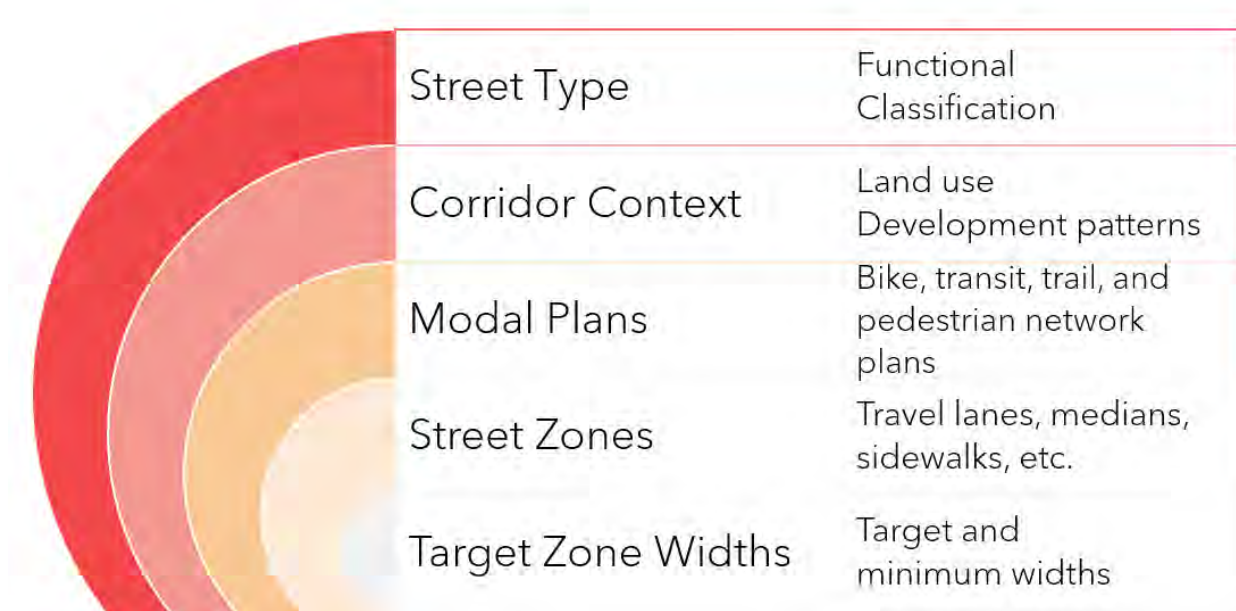 Street Type
Functional
Classification
Corridor Context
Land use
Development patterns
Modal Plans
Bike, transit, trail, and
pedestrian network
plans
Street Zones
Travel lanes, medians,
sidewalks, etc.
Target Zone Widths
Target and
minimum widths